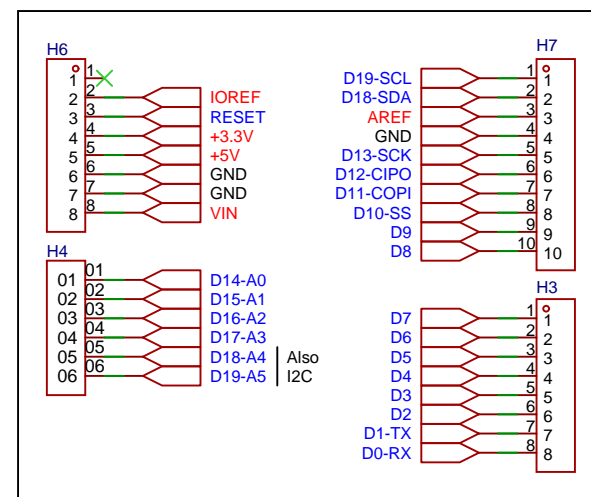 H6
1 1
2 2 IOREF
3 3 RESET
4 4 +3.3V
5 5 +5V
6 6 GND
7 7 GND
8 8 VIN
H4
01 01 D14-A0
02 02 D15-A1
03 03 D16-A2
04 04 D17-A3
05 05 D18-A4 Also
06 06 D19-A5 I2C
H7
D19-SCL 1 1
D18-SDA 2 2
AREF 3 3
GND 4 4
D13-SCK 5 5
D12-CIPO 6 6
D11-COPI 7 7
D10-SS 8 8
D9 9 9
D8 10 10
H3
D7 1 1
D6 2 2
D5 3 3
D4 4 4
D3 5 5
D2 6 6
D1-TX 7 7
D0-RX 8 8